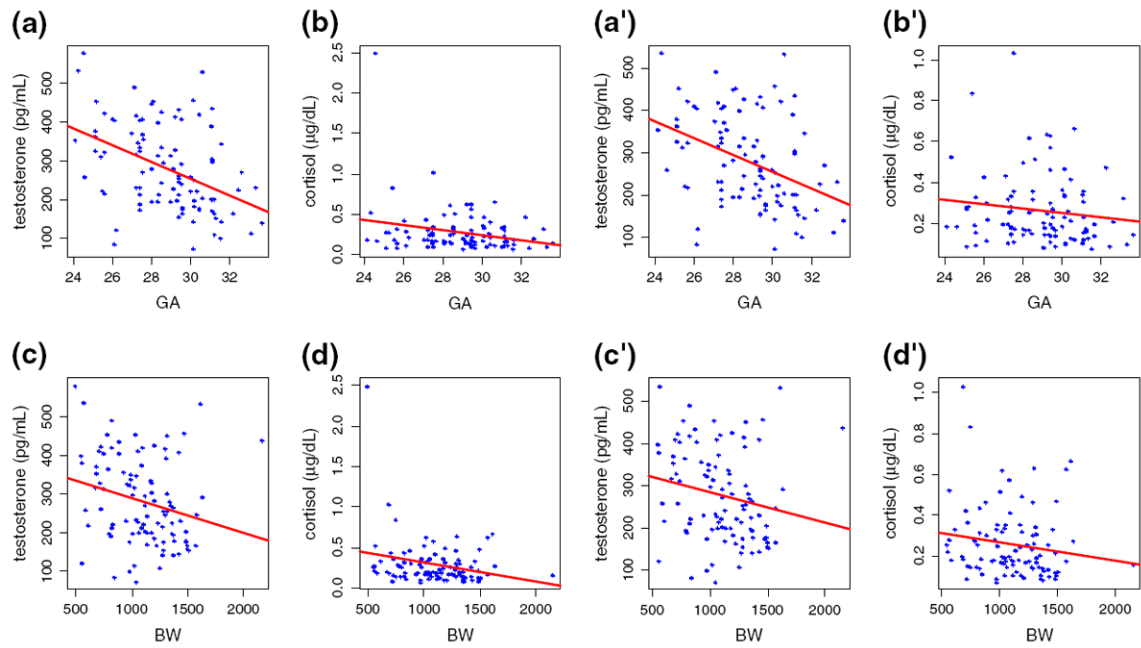 (a)
testosterone (pg/mL)
100 200 300 400 500
24 26 28 30 32
GA
(b)
cortisol (µg/dL)
0.0 0.5 1.0 1.5 2.0 2.5
24 26 28 30 32
GA
(a')
testosterone (pg/mL)
100 200 300 400 500
24 26 28 30 32
GA
(b')
cortisol (µg/dL)
0.2 0.4 0.6 0.8 1.0
24 26 28 30 32
GA
(c)
testosterone (pg/mL)
100 200 300 400 500
500 1000 1500 2000
BW
(d)
cortisol (µg/dL)
0.0 0.5 1.0 1.5 2.0 2.5
500 1000 1500 2000
BW
(c')
testosterone (pg/mL)
100 200 300 400 500
500 1000 1500 2000
BW
(d')
cortisol (µg/dL)
0.2 0.4 0.6 0.8 1.0
500 1000 1500 2000
BW